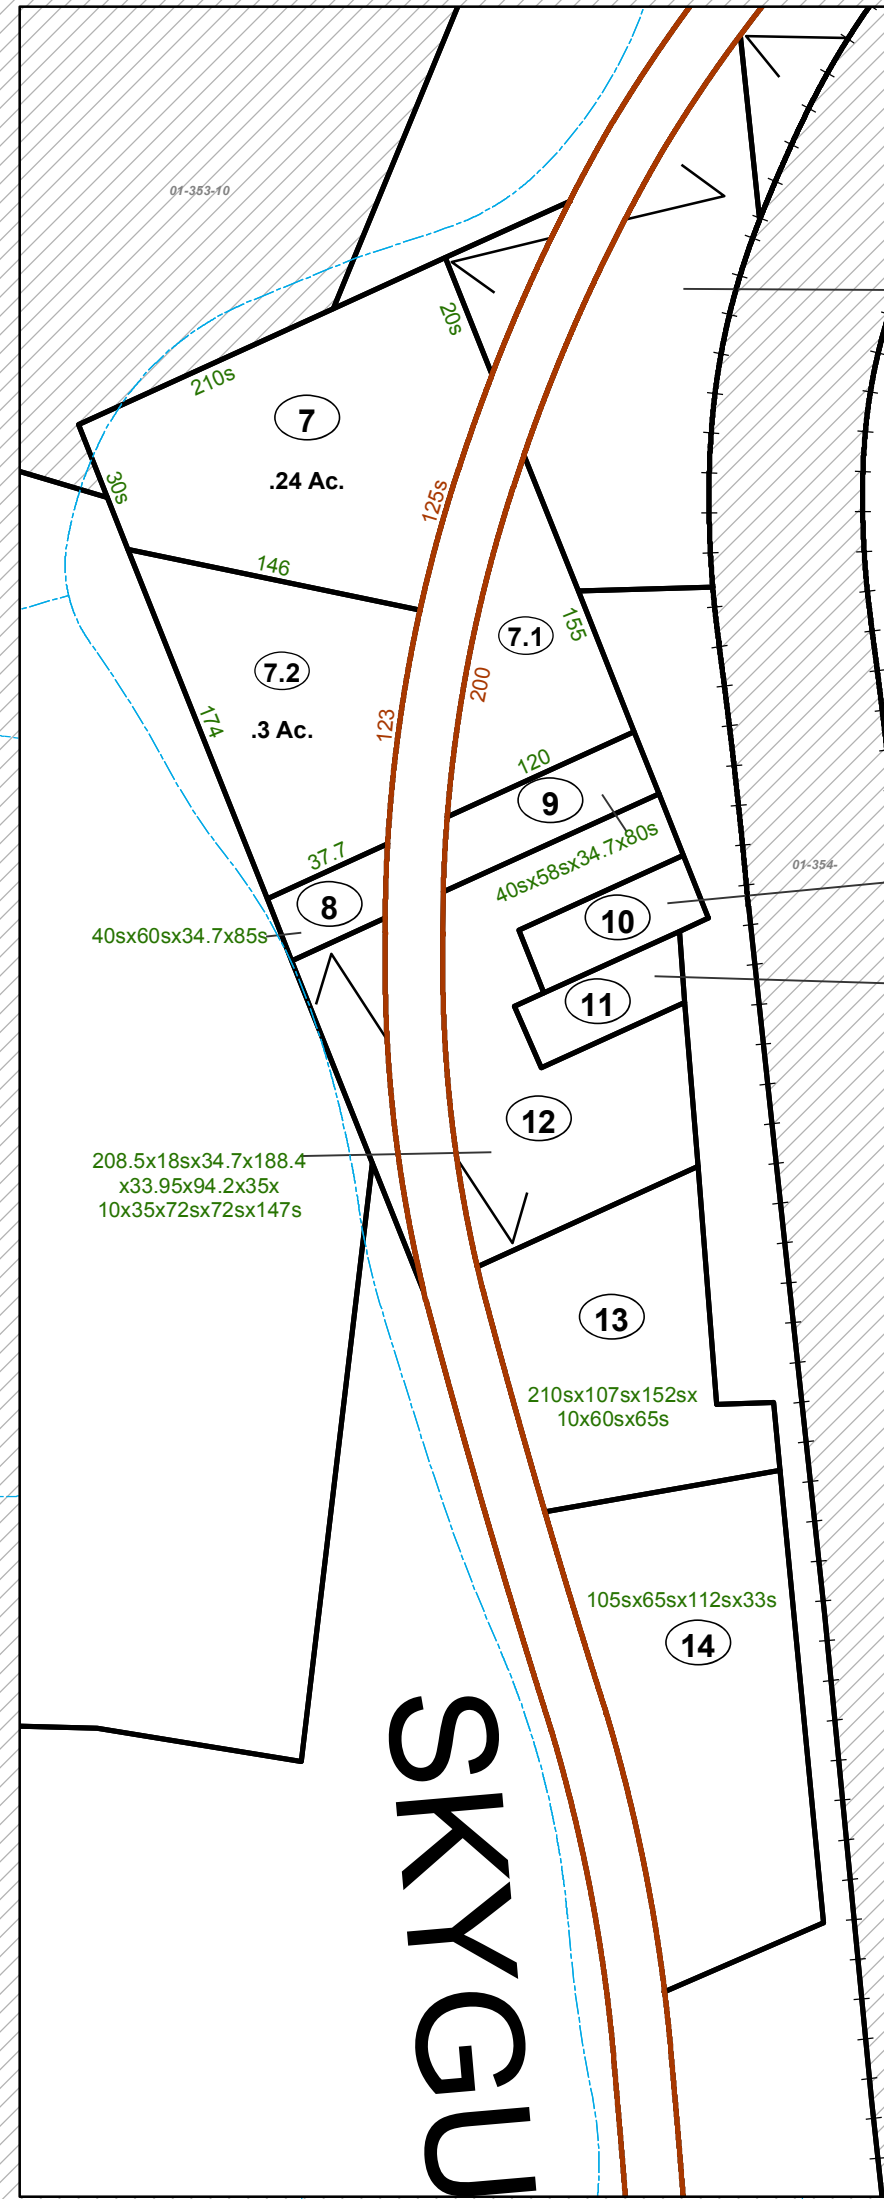 01-353-10
20s
210s
7
.24 Ac.
30s
125s
146
7.1
155
7.2
.3 Ac.
200
174
123
120
9
37.7
40sx58sx34.7x80s
01-354-
8
10
40sx60sx34.7x85s
11
12
208.5x18sx34.7x188.4
x33.95x94.2x35x
10x35x72sx72sx147s
13
210sx107sx152sx
10x60sx65s
105sx65sx112sx33s
14
SKYGU